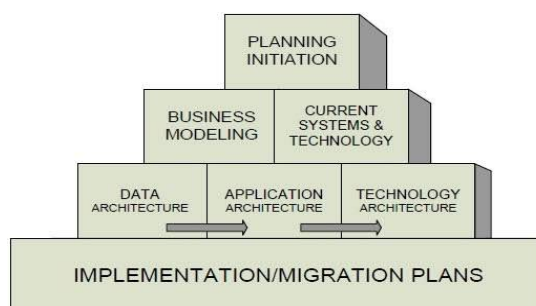 PLANNING
INITIATION
BUSINESS
MODELING
CURRENT
SYSTEMS &
TECHNOLOGY
DATA
ARCHITECTURE
APPLICATION
ARCHITECTURE
TECHNOLOGY
ARCHITECTURE
IMPLEMENTATION/MIGRATION PLANS